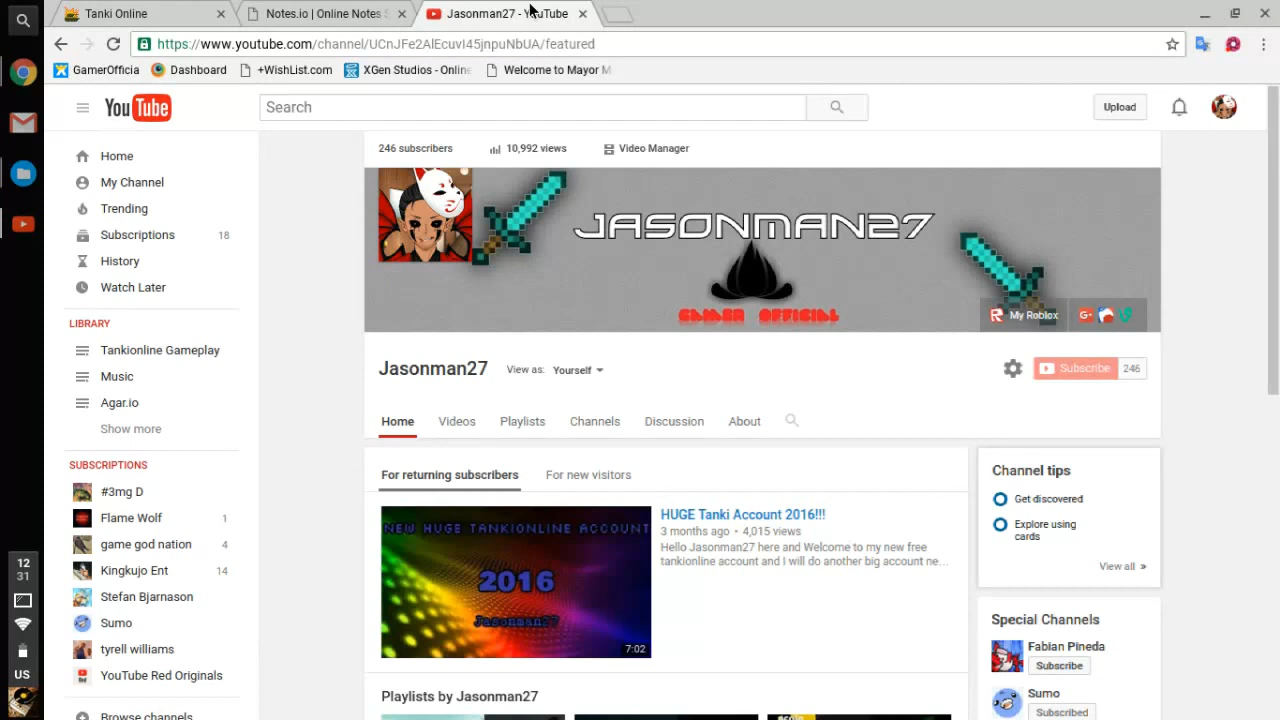 Tanki Online
Notes.io | Online Notes S
Jasonman27 - YouTube
https://www.youtube.com/channel/UCnJFe2AlEcuvI45jnpuNbUA/featured
GamerOfficia
Dashboard
+WishList.com
XGen Studios - Online
Welcome to Mayor M
YouTube
Search
Upload
246 subscribers
10,992 views
Video Manager
Home
My Channel
Trending
Subscriptions 18
History
Watch Later
LIBRARY
Tankionline Gameplay
Music
Agar.io
Show more
SUBSCRIPTIONS
#3mg D
Flame Wolf 1
game god nation 4
Kingkujo Ent 14
Stefan Bjarnason
Sumo
tyrell williams
YouTube Red Originals
Browse channels
12
31
US
JASONMAN27
GAMER OFFICIAL
My Roblox
G+
Jasonman27
View as: Yourself
Subscribe 246
Home
Videos
Playlists
Channels
Discussion
About
For returning subscribers
For new visitors
NEW HUGE TANKIONLINE ACCOUNT
2016
Jasonman27
7:02
HUGE Tanki Account 2016!!!
3 months ago • 4,015 views
Hello Jasonman27 here and Welcome to my new free
tankionline account and I will do another big account ne...
Playlists by Jasonman27
Channel tips
Get discovered
Explore using
cards
View all »
Special Channels
Fabian Pineda
Subscribe
Sumo
Subscribed